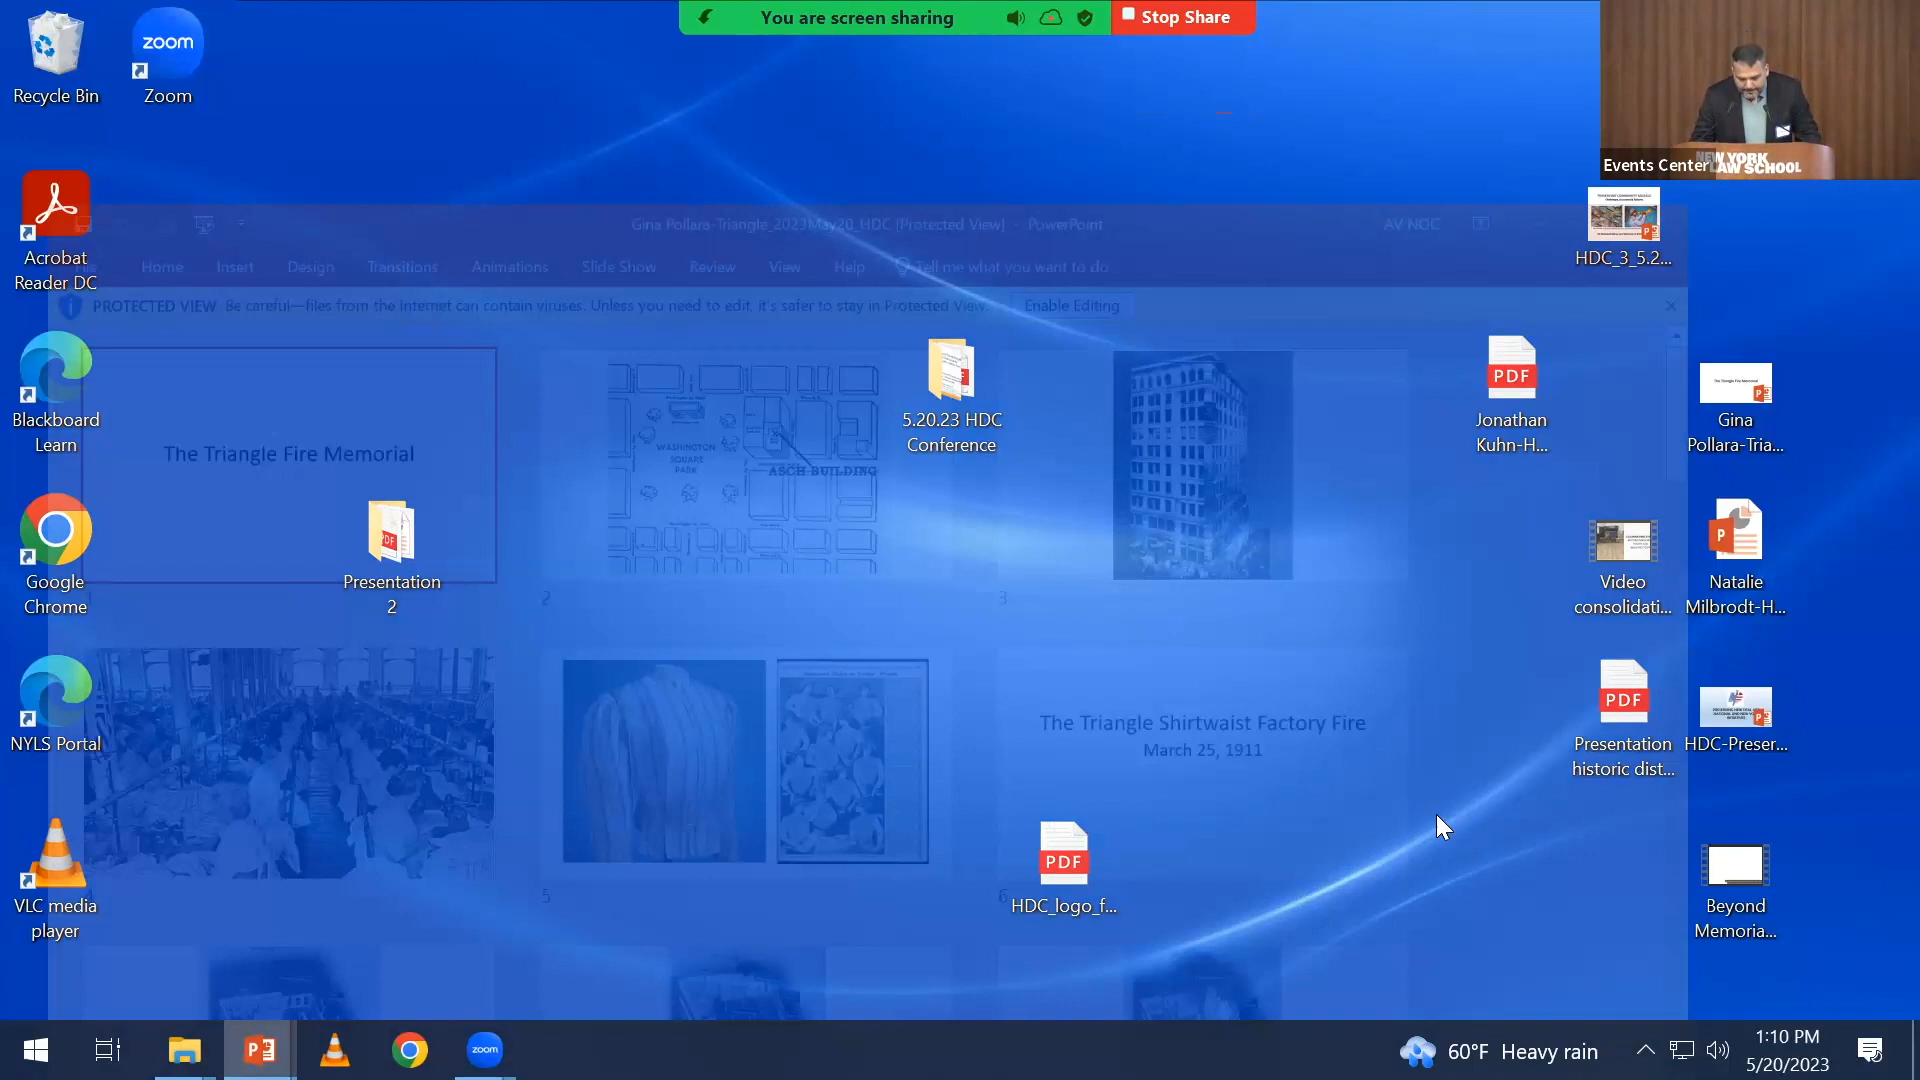 You are screen sharing
Stop Share
Recycle Bin
zoom
Zoom
Events Center
NEW YORK
LAW SCHOOL
Acrobat
Reader DC
Gina Pollara-Triangle_2023May20_HDC [Protected View] - PowerPoint
AV NOC
File Home Insert Design Transitions Animations Slide Show Review View Help Tell me what you want to do
HDC_3_5.2...
PROTECTED VIEW Be careful—files from the Internet can contain viruses. Unless you need to edit, it's safer to stay in Protected View. Enable Editing
Blackboard
Learn
The Triangle Fire Memorial
WASHINGTON
SQUARE
PARK
ASCH BUILDING
5.20.23 HDC
Conference
PDF
Jonathan
Kuhn-H...
Gina
Pollara-Tria...
Google
Chrome
PDF
Presentation
2
2
3
Video
consolidati...
Natalie
Milbrodt-H...
NYLS Portal
The Triangle Shirtwaist Factory Fire
March 25, 1911
PDF
Presentation
historic dist...
HDC-Preser...
VLC media
player
5
6
PDF
HDC_logo_f...
Beyond
Memoria...
zoom
60°F Heavy rain
1:10 PM
5/20/2023